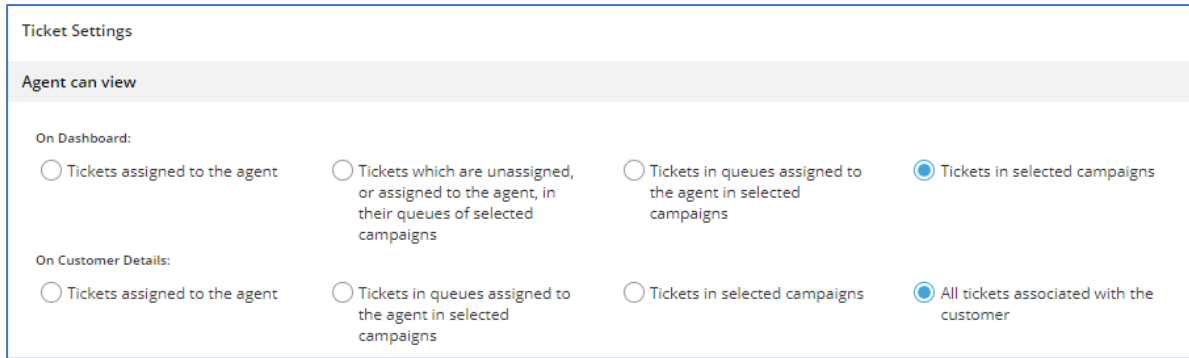 Ticket Settings
Agent can view
On Dashboard:
Tickets assigned to the agent
Tickets which are unassigned,
or assigned to the agent, in
their queues of selected
campaigns
Tickets in queues assigned to
the agent in selected
campaigns
Tickets in selected campaigns
On Customer Details:
Tickets assigned to the agent
Tickets in queues assigned to
the agent in selected
campaigns
Tickets in selected campaigns
All tickets associated with the
customer